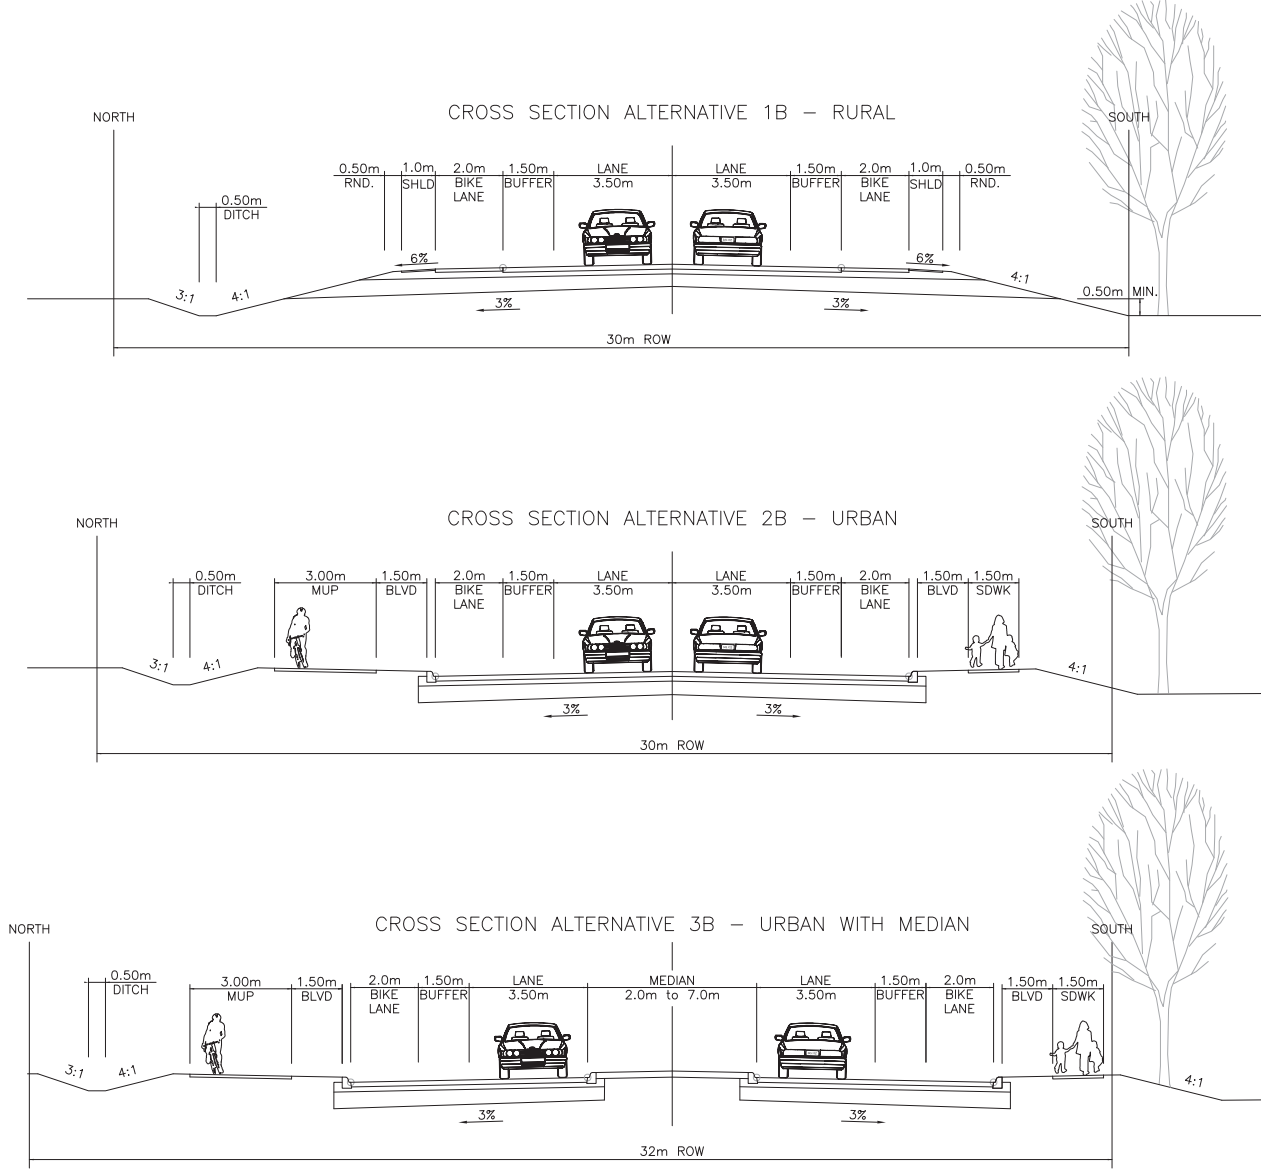 CROSS SECTION ALTERNATIVE 1B – RURAL
NORTH
SOUTH
0.50m 1.0m 2.0m 1.50m LANE LANE 1.50m 2.0m 1.0m 0.50m
RND. SHLD BIKE BUFFER 3.50m 3.50m BUFFER BIKE SHLD RND.
LANE LANE
0.50m
DITCH
6% 6%
3:1 4:1 4:1
0.50m MIN.
3% 3%
30m ROW
CROSS SECTION ALTERNATIVE 2B – URBAN
NORTH
SOUTH
0.50m 3.00m 1.50m 2.0m 1.50m LANE LANE 1.50m 2.0m 1.50m 1.50m
DITCH MUP BLVD BIKE BUFFER 3.50m 3.50m BUFFER BIKE BLVD SDWK
LANE LANE
3:1 4:1 4:1
3% 3%
30m ROW
CROSS SECTION ALTERNATIVE 3B – URBAN WITH MEDIAN
NORTH
SOUTH
0.50m 3.00m 1.50m 2.0m 1.50m LANE MEDIAN LANE 1.50m 2.0m 1.50m 1.50m
DITCH MUP BLVD BIKE BUFFER 3.50m 2.0m to 7.0m 3.50m BUFFER BIKE BLVD SDWK
LANE LANE
3:1 4:1 4:1
3% 3%
32m ROW